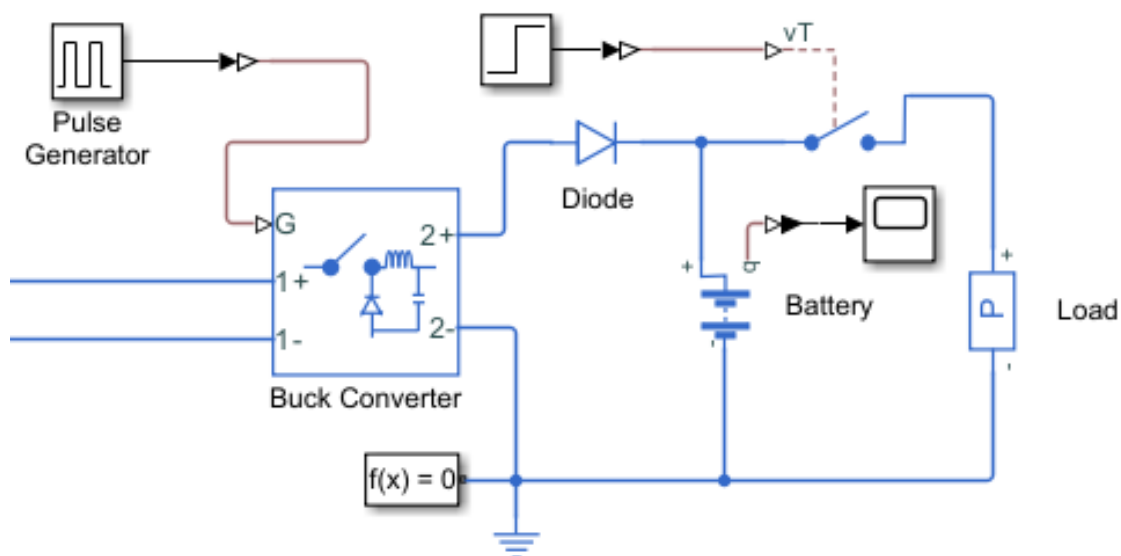 vT
Pulse
Generator
Diode
G
2+
1+
+
+
q
Battery
P
Load
1-
2-
-
-
Buck Converter
f(x) = 0